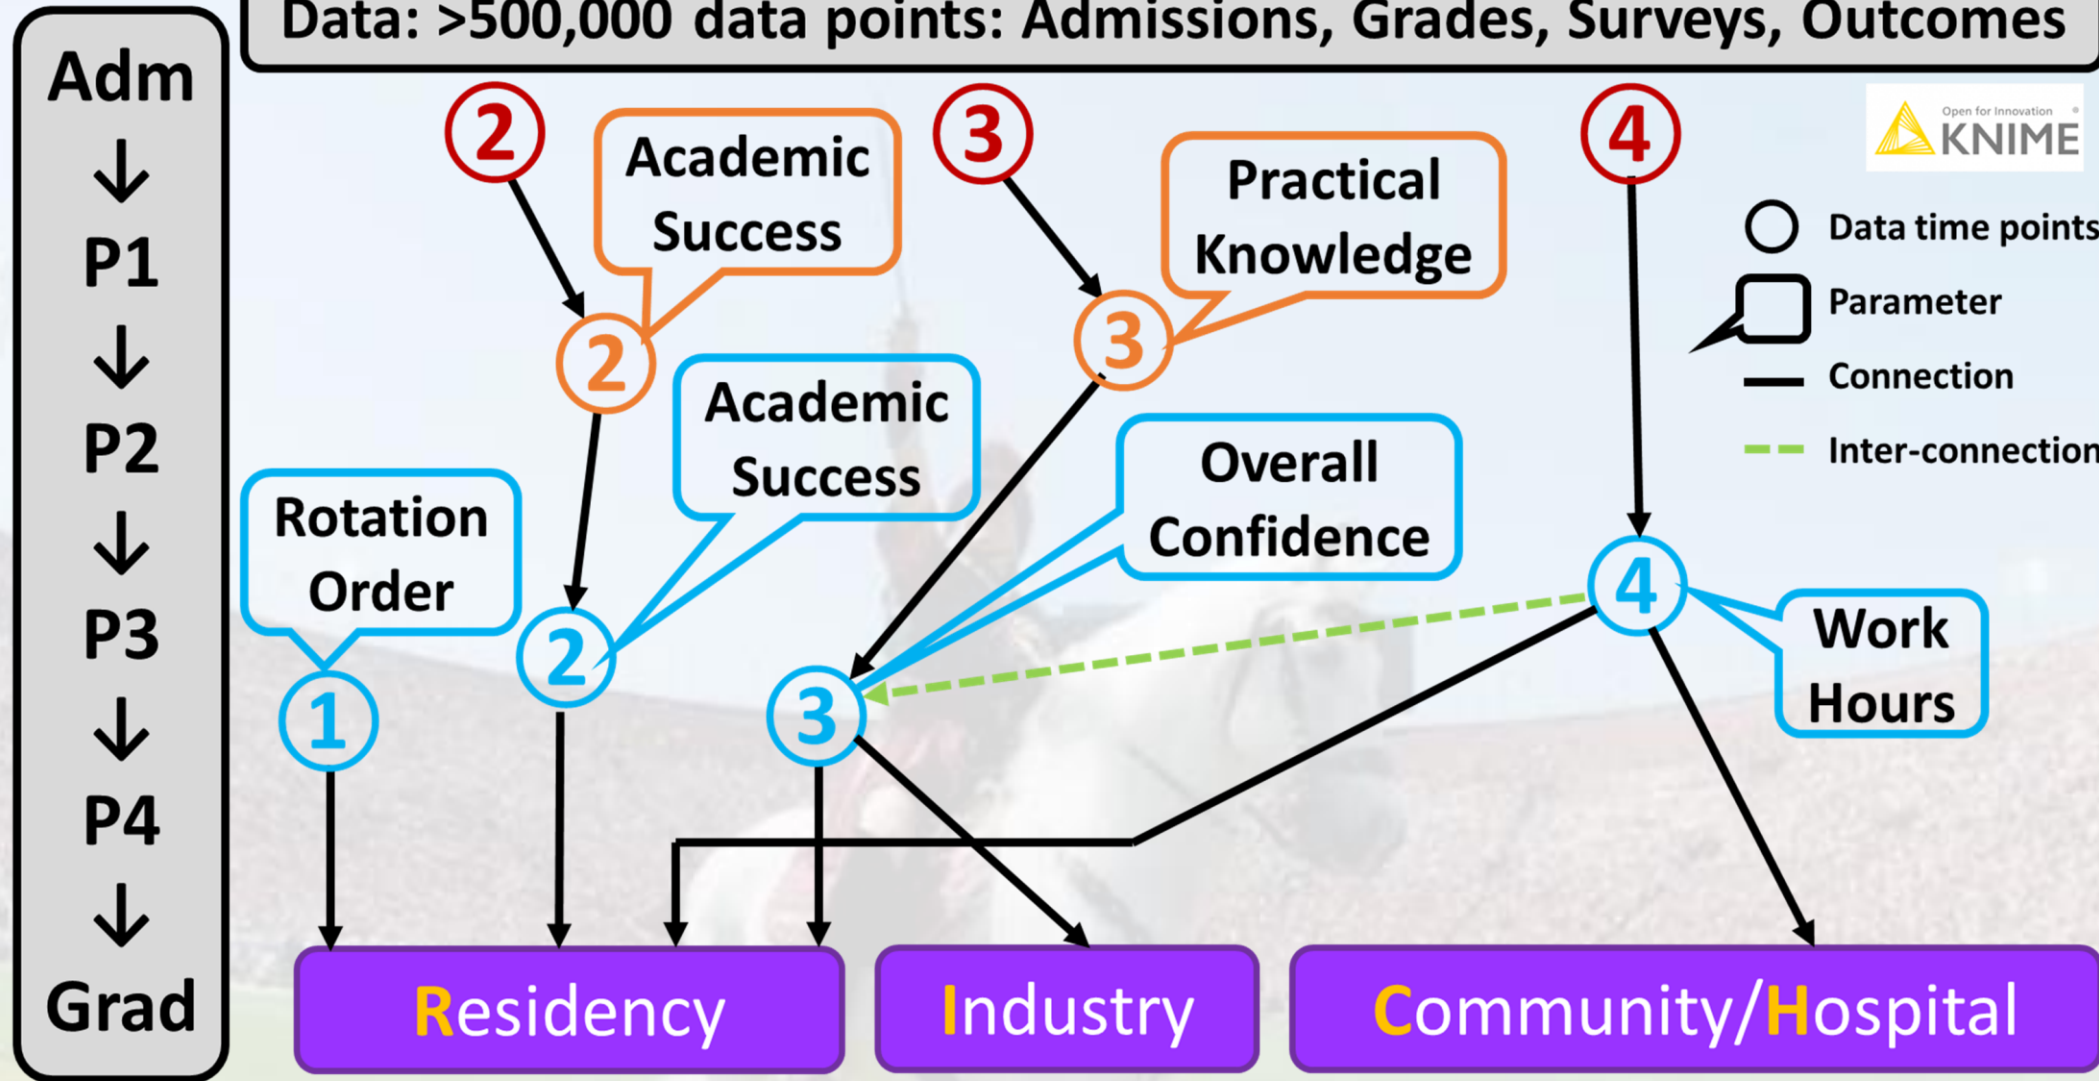 Data: >500,000 data points: Admissions, Grades, Surveys, Outcomes
Adm
P1
P2
P3
P4
Grad
2
Academic
Success
3
Practical
Knowledge
4
Open for Innovation
KNIME
Data time points
Parameter
Connection
Inter-connection
2
3
Academic
Success
Overall
Confidence
Rotation
Order
1
2
3
4
Work
Hours
Residency
Industry
Community/Hospital